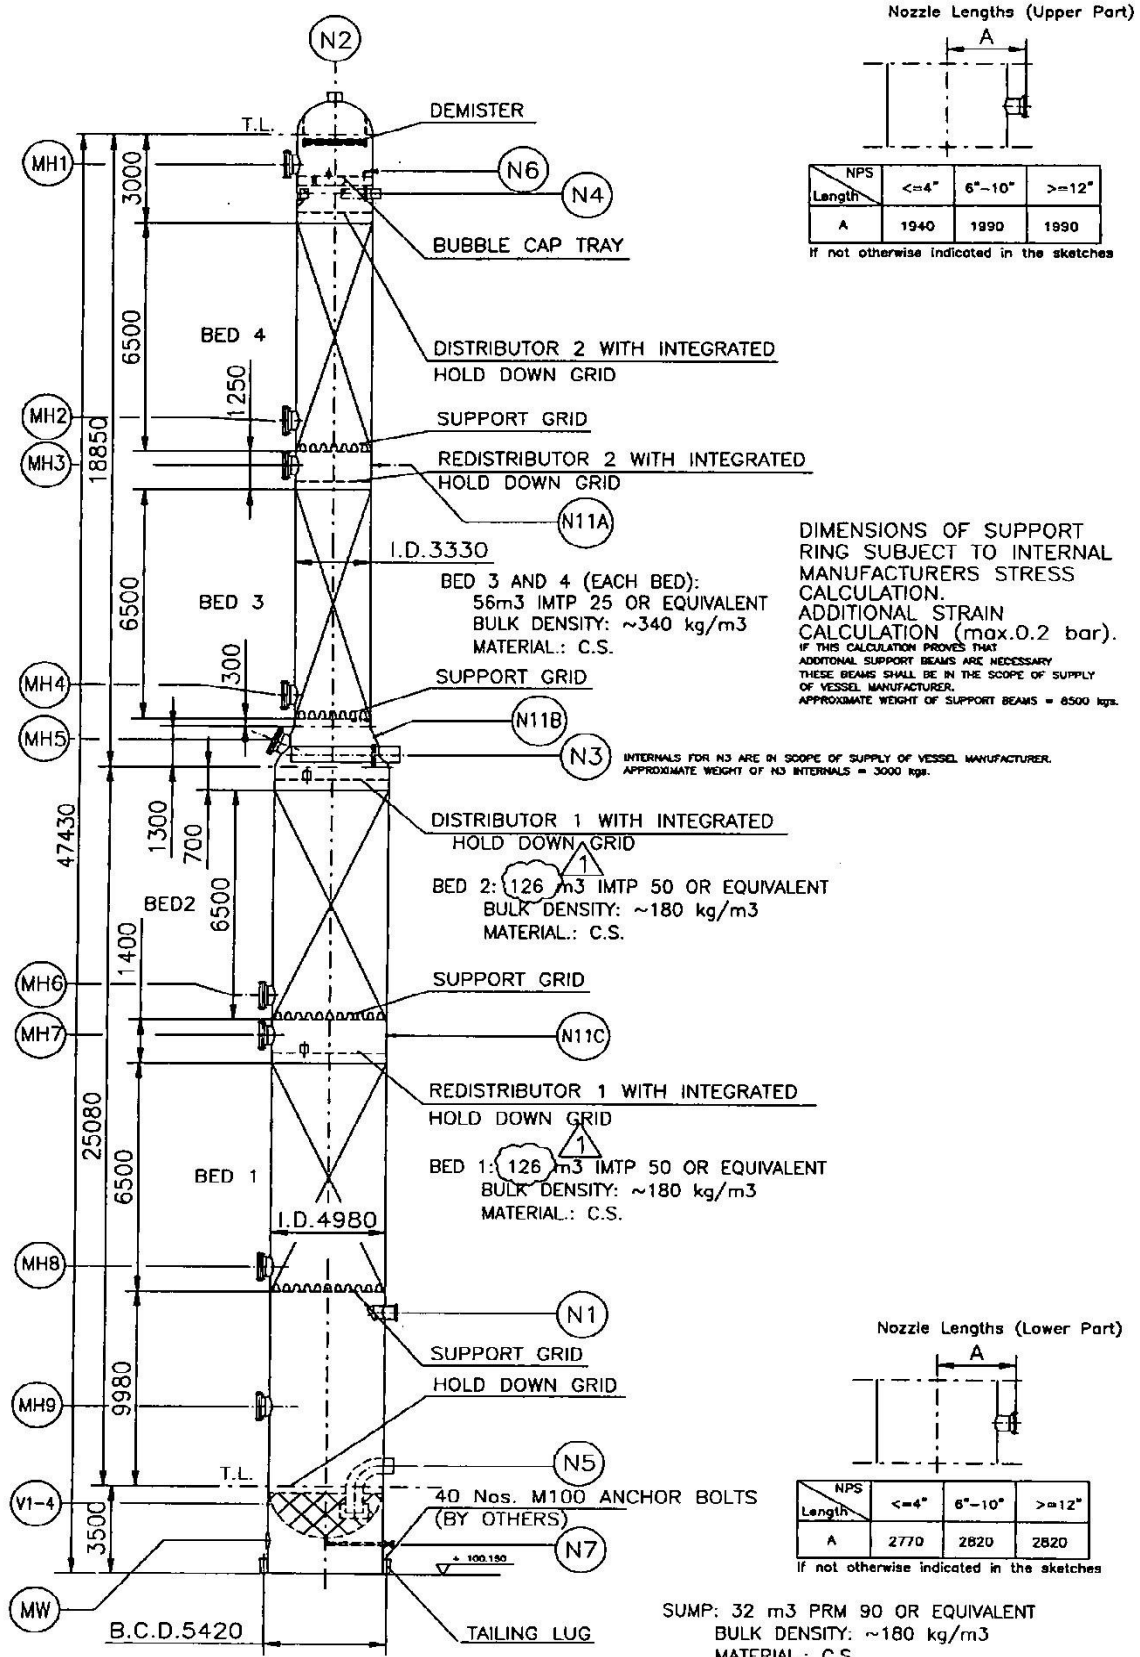 Nozzle Lengths (Upper Part)
A
NPS
Length
<=4"
6"-10"
>=12"
A
1940
1990
1990
If not otherwise indicated in the sketches
N2
DEMISTER
T.L.
MH1
3000
N6
N4
BUBBLE CAP TRAY
BED 4
6500
DISTRIBUTOR 2 WITH INTEGRATED
HOLD DOWN GRID
1250
MH2
SUPPORT GRID
18850
MH3
REDISTRIBUTOR 2 WITH INTEGRATED
HOLD DOWN GRID
N11A
I.D.3330
DIMENSIONS OF SUPPORT
RING SUBJECT TO INTERNAL
MANUFACTURERS STRESS
CALCULATION.
ADDITIONAL STRAIN
CALCULATION (max.0.2 bar).
IF THIS CALCULATION PROVES THAT
ADDITONAL SUPPORT BEAMS ARE NECESSARY
THESE BEAMS SHALL BE IN THE SCOPE OF SUPPLY
OF VESSEL MANUFACTURER.
APPROXIMATE WEIGHT OF SUPPORT BEAMS = 8500 kgs.
BED 3
6500
BED 3 AND 4 (EACH BED):
56m3 IMTP 25 OR EQUIVALENT
BULK DENSITY: ~340 kg/m3
MATERIAL.: C.S.
300
MH4
SUPPORT GRID
N11B
MH5
N3
INTERNALS FOR N3 ARE IN SCOPE OF SUPPLY OF VESSEL MANUFACTURER.
APPROXIMATE WEIGHT OF N3 INTERNALS = 3000 kgs.
1300
700
47430
DISTRIBUTOR 1 WITH INTEGRATED
HOLD DOWN GRID
1
BED 2: 126 m3 IMTP 50 OR EQUIVALENT
BULK DENSITY: ~180 kg/m3
MATERIAL.: C.S.
BED2
6500
1400
MH6
SUPPORT GRID
MH7
N11C
REDISTRIBUTOR 1 WITH INTEGRATED
HOLD DOWN GRID
1
25080
BED 1
6500
BED 1: 126 m3 IMTP 50 OR EQUIVALENT
BULK DENSITY: ~180 kg/m3
MATERIAL.: C.S.
I.D.4980
MH8
N1
SUPPORT GRID
HOLD DOWN GRID
9980
MH9
Nozzle Lengths (Lower Part)
A
NPS
Length
<=4"
6"-10"
>=12"
A
2770
2820
2820
If not otherwise indicated in the sketches
T.L.
N5
V1-4
3500
40 Nos. M100 ANCHOR BOLTS
(BY OTHERS)
N7
+ 100.150
MW
B.C.D.5420
TAILING LUG
SUMP: 32 m3 PRM 90 OR EQUIVALENT
BULK DENSITY: ~180 kg/m3
MATERIAL.: C.S.